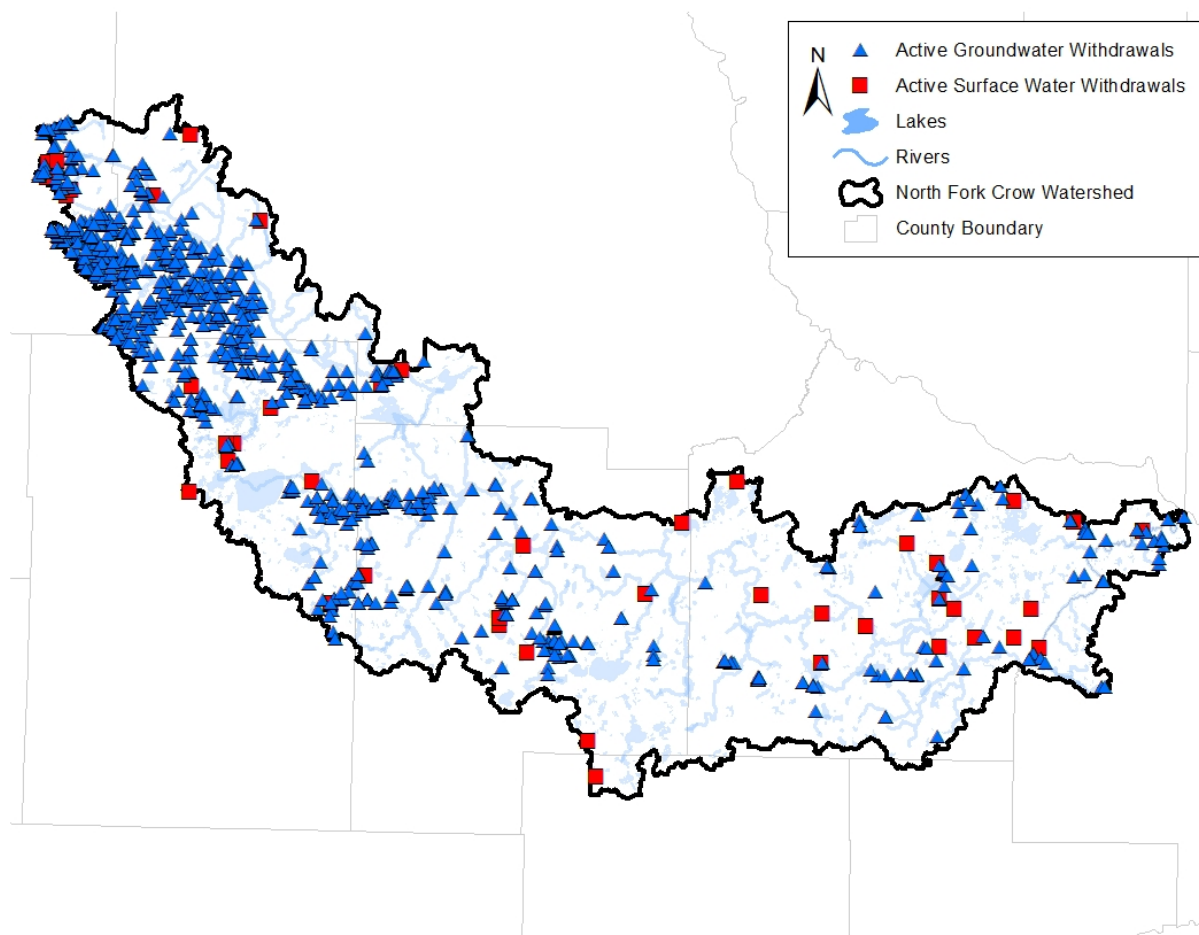 N
Active Groundwater Withdrawals
Active Surface Water Withdrawals
Lakes
Rivers
North Fork Crow Watershed
County Boundary